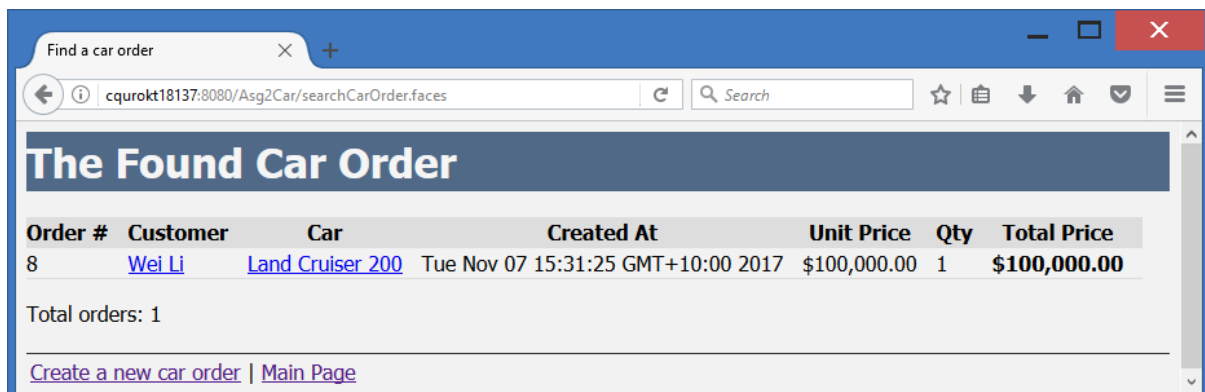 Find a car order
cqurokt18137:8080/Asg2Car/searchCarOrder.faces
Search
The Found Car Order
Order # Customer Car Created At Unit Price Qty Total Price
8 Wei Li Land Cruiser 200 Tue Nov 07 15:31:25 GMT+10:00 2017 $100,000.00 1 $100,000.00
Total orders: 1
Create a new car order | Main Page